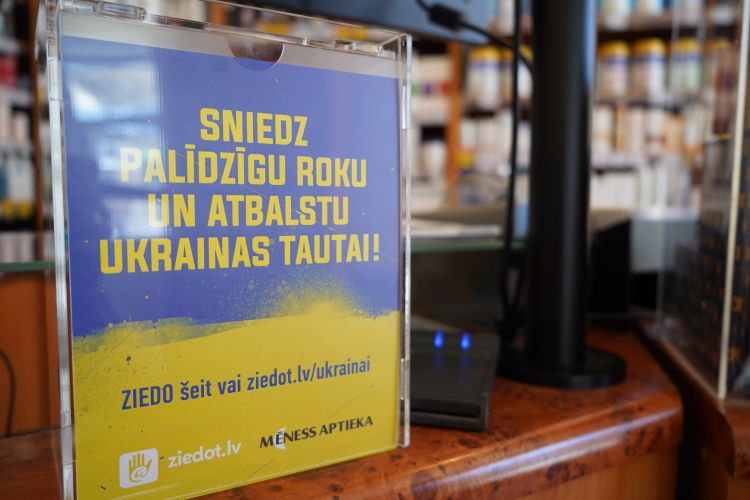 SNIEDZ
PALĪDZĪGU ROKU
UN ATBALSTU
UKRAINAS TAUTAI!
ZIEDO šeit vai ziedot.lv/ukrainai
ziedot.lv MĒNESS APTIEKA